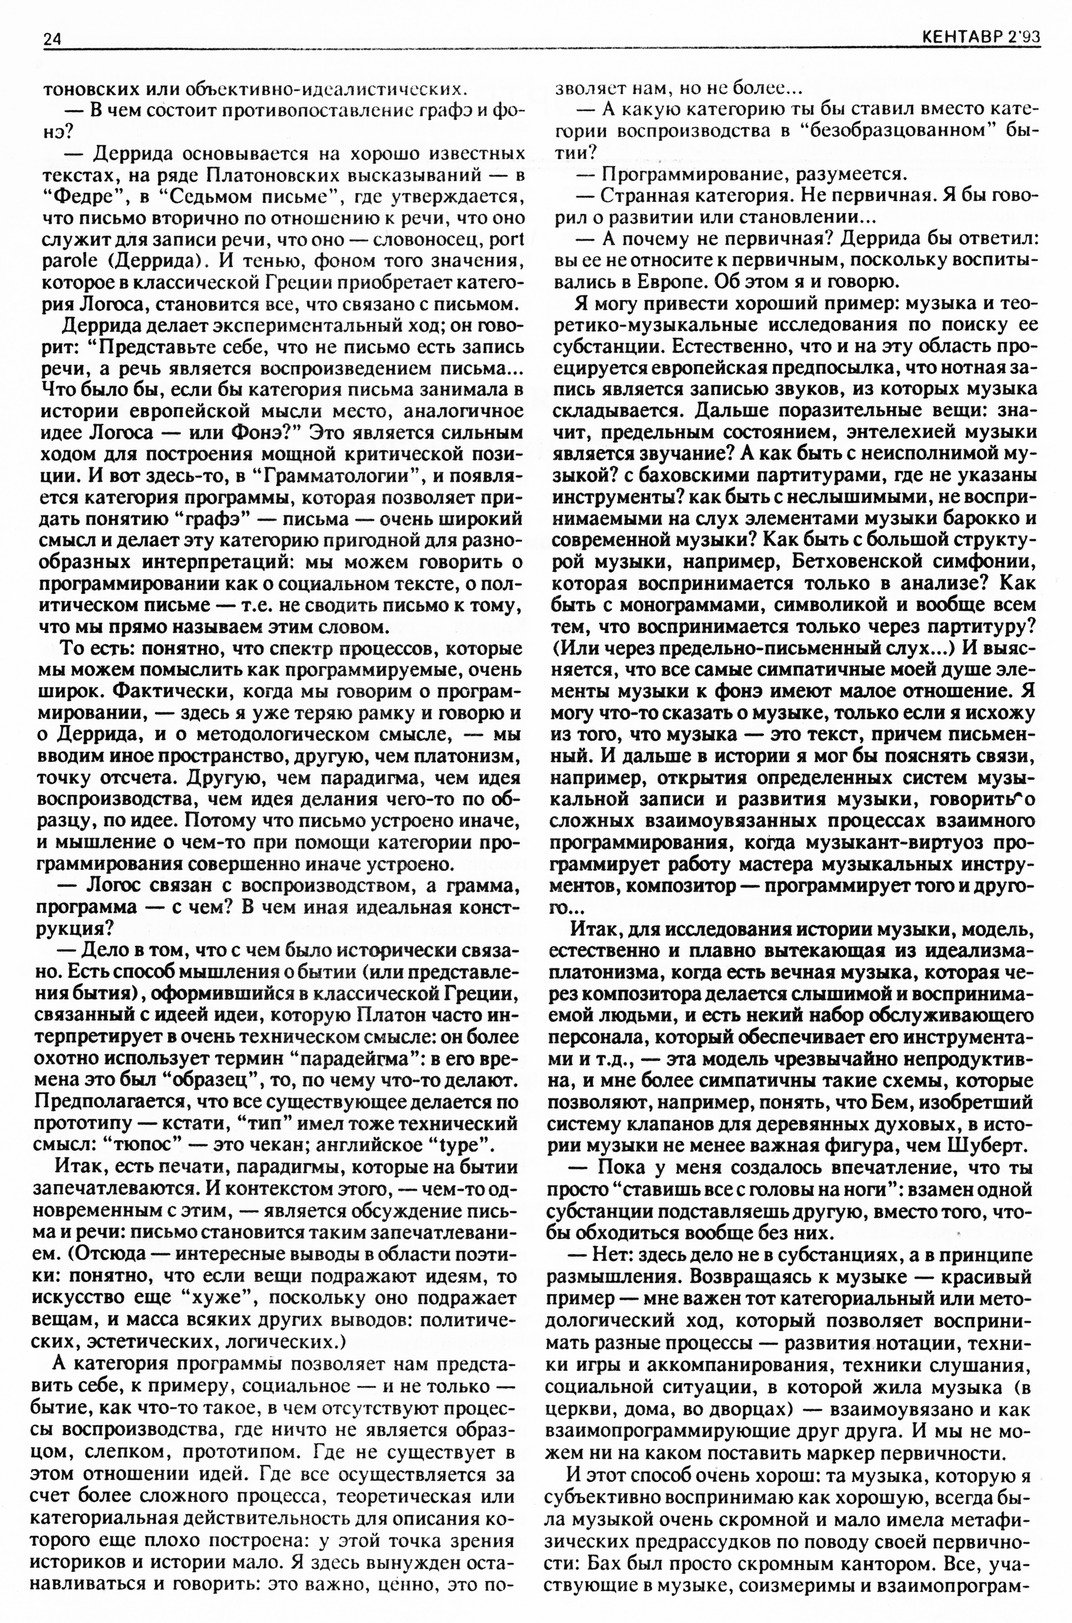 24
КЕНТАВР 2'93
тоновских или объективно-идеалистических.
— В чем состоит противопоставление графэ и фо-
нэ?
— Деррида основывается на хорошо известных
текстах, на ряде Платоновских высказываний — в
“Федре”, в “Седьмом письме”, где утверждается,
что письмо вторично по отношению к речи, что оно
служит для записи речи, что оно — словоносец, port
parole (Деррида). И тенью, фоном того значения,
которое в классической Греции приобретает катего-
рия Логоса, становится все, что связано с письмом.
Деррида делает экспериментальный ход; он гово-
рит: “Представьте себе, что не письмо есть запись
речи, а речь является воспроизведением письма...
Что было бы, если бы категория письма занимала в
истории европейской мысли место, аналогичное
идее Логоса — или Фонэ?” Это является сильным
ходом для построения мощной критической пози-
ции. И вот здесь-то, в “Грамматологии”, и появля-
ется категория программы, которая позволяет при-
дать понятию “графэ” — письма — очень широкий
смысл и делает эту категорию пригодной для разно-
образных интерпретаций: мы можем говорить о
программировании как о социальном тексте, о пол-
итическом письме — т.е. не сводить письмо к тому,
что мы прямо называем этим словом.
То есть: понятно, что спектр процессов, которые
мы можем помыслить как программируемые, очень
широк. Фактически, когда мы говорим о програм-
мировании, — здесь я уже теряю рамку и говорю и
о Деррида, и о методологическом смысле, — мы
вводим иное пространство, другую, чем платонизм,
точку отсчета. Другую, чем парадигма, чем идея
воспроизводства, чем идея делания чего-то по об-
разцу, по идее. Потому что письмо устроено иначе,
и мышление о чем-то при помощи категории про-
граммирования совершенно иначе устроено.
— Логос связан с воспроизводством, а грамма,
программа — с чем? В чем иная идеальная конст-
рукция?
— Дело в том, что с чем было исторически связа-
но. Есть способ мышления о бытии (или представле-
ния бытия), оформившийся в классической Греции,
связанный с идеей идеи, которую Платон часто ин-
терпретирует в очень техническом смысле: он более
охотно использует термин “парадейгма”: в его вре-
мена это был “образец”, то, по чему что-то делают.
Предполагается, что все существующее делается по
прототипу — кстати, “тип” имел тоже технический
смысл: “тюпос” — это чекан; английское “type”.
Итак, есть печати, парадигмы, которые на бытии
запечатлеваются. И контекстом этого, — чем-то од-
новременным с этим, — является обсуждение пись-
ма и речи: письмо становится таким запечатлевани-
ем. (Отсюда — интересные выводы в области поэти-
ки: понятно, что если вещи подражают идеям, то
искусство еще “хуже”, поскольку оно подражает
вещам, и масса всяких других выводов: политиче-
ских, эстетических, логических.)
А категория программы позволяет нам предста-
вить себе, к примеру, социальное — и не только —
бытие, как что-то такое, в чем отсутствуют процес-
сы воспроизводства, где ничто не является образ-
цом, слепком, прототипом. Где не существует в
этом отношении идей. Где все осуществляется за
счет более сложного процесса, теоретическая или
категориальная действительность для описания ко-
торого еще плохо построена: у этой точка зрения
историков и истории мало. Я здесь вынужден оста-
навливаться и говорить: это важно, ценно, это по-
зволяет нам, но не более...
— А какую категорию ты бы ставил вместо кате-
гории воспроизводства в “безобразцованном” бы-
тии?
— Программирование, разумеется.
— Странная категория. Не первичная. Я бы гово-
рил о развитии или становлении...
— А почему не первичная? Деррида бы ответил:
вы ее не относите к первичным, поскольку воспиты-
вались в Европе. Об этом я и говорю.
Я могу привести хороший пример: музыка и тео-
ретико-музыкальные исследования по поиску ее
субстанции. Естественно, что и на эту область про-
ецируется европейская предпосылка, что нотная за-
пись является записью звуков, из которых музыка
складывается. Дальше поразительные вещи: зна-
чит, предельным состоянием, энтелехией музыки
является звучание? А как быть с неисполнимой му-
зыкой? с баховскими партитурами, где не указаны
инструменты? как быть с неслышимыми, не воспри-
нимаемыми на слух элементами музыки барокко и
современной музыки? Как быть с большой структу-
рой музыки, например, Бетховенской симфонии,
которая воспринимается только в анализе? Как
быть с монограммами, символикой и вообще всем
тем, что воспринимается только через партитуру?
(Или через предельно-письменный слух...) И выяс-
няется, что все самые симпатичные моей душе эле-
менты музыки к фонэ имеют малое отношение. Я
могу что-то сказать о музыке, только если я исхожу
из того, что музыка — это текст, причем письмен-
ный. И дальше в истории я мог бы пояснять связи,
например, открытия определенных систем музы-
кальной записи и развития музыки, говорить о
сложных взаимоувязанных процессах взаимного
программирования, когда музыкант-виртуоз про-
граммирует работу мастера музыкальных инстру-
ментов, композитор — программирует того и друго-
го...
Итак, для исследования истории музыки, модель,
естественно и плавно вытекающая из идеализма-
платонизма, когда есть вечная музыка, которая че-
рез композитора делается слышимой и воспринима-
емой людьми, и есть некий набор обслуживающего
персонала, который обеспечивает его инструмента-
ми и т.д., — эта модель чрезвычайно непродуктив-
на, и мне более симпатичны такие схемы, которые
позволяют, например, понять, что Бем, изобретший
систему клапанов для деревянных духовых, в исто-
рии музыки не менее важная фигура, чем Шуберт.
— Пока у меня создалось впечатление, что ты
просто “ставишь все с головы на ноги”: взамен одной
субстанции подставляешь другую, вместо того, что-
бы обходиться вообще без них.
— Нет: здесь дело не в субстанциях, а в принципе
размышления. Возвращаясь к музыке — красивый
пример — мне важен тот категориальный или мето-
дологический ход, который позволяет восприни-
мать разные процессы — развития нотации, техни-
ки игры и аккомпанирования, техники слушания,
социальной ситуации, в которой жила музыка (в
церкви, дома, во дворцах) — взаимоувязано и как
взаимопрограммирующие друг друга. И мы не мо-
жем ни на каком поставить маркер первичности.
И этот способ очень хорош: та музыка, которую я
субъективно воспринимаю как хорошую, всегда бы-
ла музыкой очень скромной и мало имела метафи-
зических предрассудков по поводу своей первично-
сти: Бах был просто скромным кантором. Все, уча-
ствующие в музыке, соизмеримы и взаимопрограм-